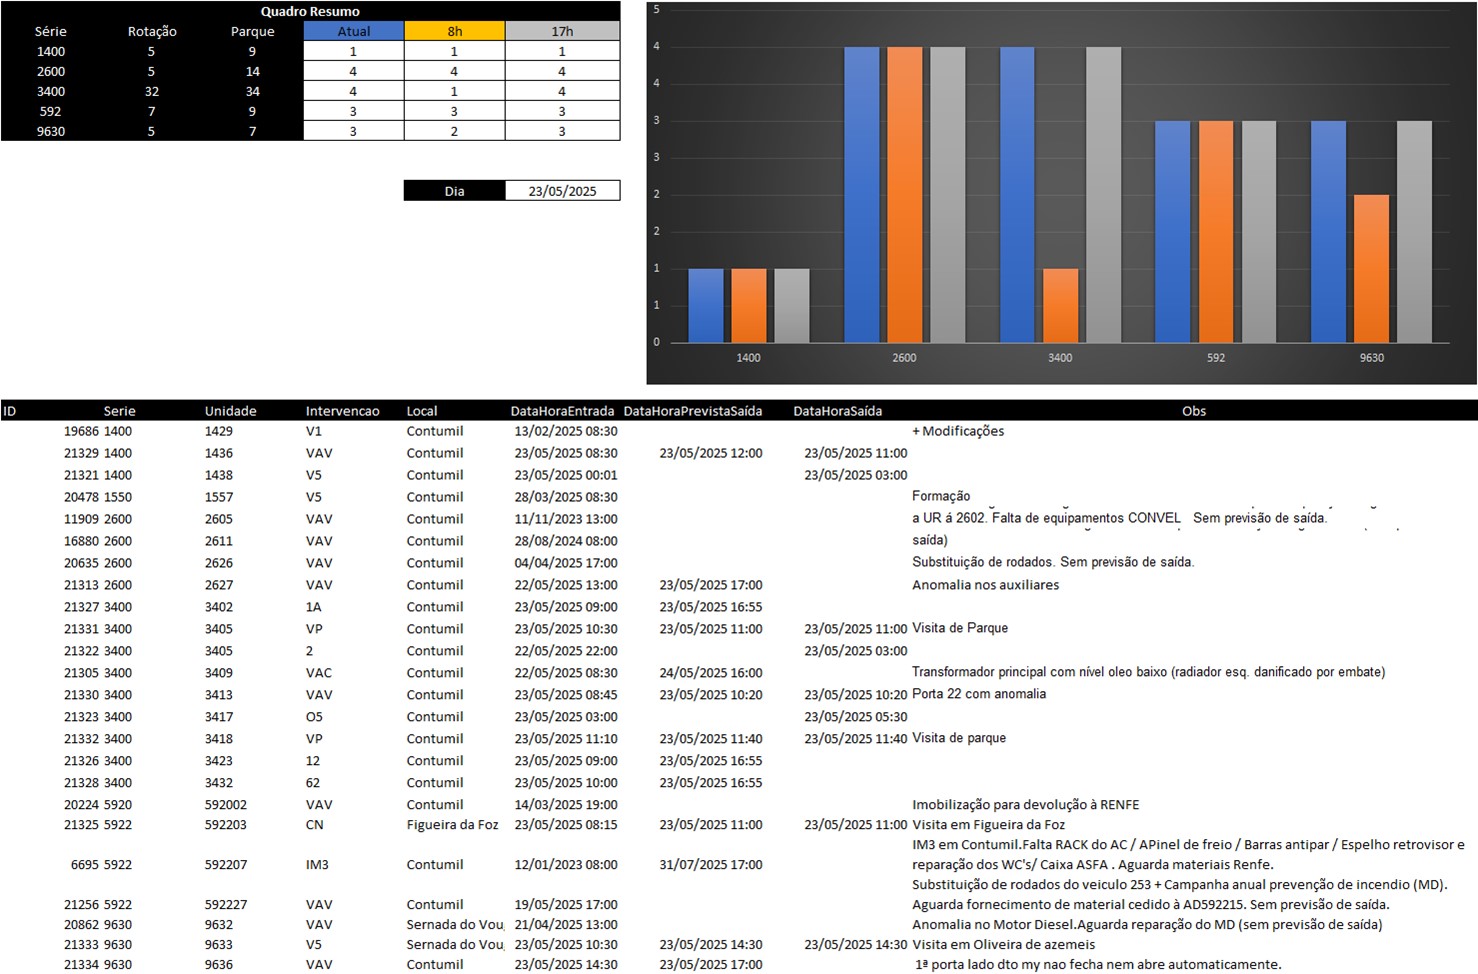 Quadro Resumo
Série Rotação Parque Atual 8h 17h
1400 5 9 1 1 1
2600 5 14 4 4 4
3400 32 34 4 1 4
592 7 9 3 3 3
9630 5 7 3 2 3
Dia 23/05/2025
5
4
4
3
3
2
2
1
1
0
1400 2600 3400 592 9630
ID Serie Unidade Intervencao Local DataHoraEntrada DataHoraPrevistaSaída DataHoraSaída Obs
19686 1400 1429 V1 Contumil 13/02/2025 08:30 + Modificações
21329 1400 1436 VAV Contumil 23/05/2025 08:30 23/05/2025 12:00 23/05/2025 11:00
21321 1400 1438 V5 Contumil 23/05/2025 00:01 23/05/2025 03:00
20478 1550 1557 V5 Contumil 28/03/2025 08:30 Formação
11909 2600 2605 VAV Contumil 11/11/2023 13:00 a UR á 2602. Falta de equipamentos CONVEL Sem previsão de saída.
16880 2600 2611 VAV Contumil 28/08/2024 08:00 saída)
20635 2600 2626 VAV Contumil 04/04/2025 17:00 Substituição de rodados. Sem previsão de saída.
21313 2600 2627 VAV Contumil 22/05/2025 13:00 23/05/2025 17:00 Anomalia nos auxiliares
21327 3400 3402 1A Contumil 23/05/2025 09:00 23/05/2025 16:55
21331 3400 3405 VP Contumil 23/05/2025 10:30 23/05/2025 11:00 23/05/2025 11:00 Visita de Parque
21322 3400 3405 2 Contumil 22/05/2025 22:00 23/05/2025 03:00
21305 3400 3409 VAC Contumil 22/05/2025 08:30 24/05/2025 16:00 Transformador principal com nível oleo baixo (radiador esq. danificado por embate)
21330 3400 3413 VAV Contumil 23/05/2025 08:45 23/05/2025 10:20 23/05/2025 10:20 Porta 22 com anomalia
21323 3400 3417 O5 Contumil 23/05/2025 03:00 23/05/2025 05:30
21332 3400 3418 VP Contumil 23/05/2025 11:10 23/05/2025 11:40 23/05/2025 11:40 Visita de parque
21326 3400 3423 12 Contumil 23/05/2025 09:00 23/05/2025 16:55
21328 3400 3432 62 Contumil 23/05/2025 10:00 23/05/2025 16:55
20224 5920 592002 VAV Contumil 14/03/2025 19:00 Imobilização para devolução à RENFE
21325 5922 592203 CN Figueira da Foz 23/05/2025 08:15 23/05/2025 11:00 23/05/2025 11:00 Visita em Figueira da Foz
IM3 em Contumil.Falta RACK do AC / APinel de freio / Barras antipar / Espelho retrovisor e
6695 5922 592207 IM3 Contumil 12/01/2023 08:00 31/07/2025 17:00 reparação dos WC's/ Caixa ASFA . Aguarda materiais Renfe.
Substituição de rodados do veiculo 253 + Campanha anual prevenção de incendio (MD).
21256 5922 592227 VAV Contumil 19/05/2025 17:00 Aguarda fornecimento de material cedido à AD592215. Sem previsão de saída.
20862 9630 9632 VAV Sernada do Vou 21/04/2025 13:00 Anomalia no Motor Diesel.Aguarda reparação do MD (sem previsão de saída)
21333 9630 9633 V5 Sernada do Vou 23/05/2025 10:30 23/05/2025 14:30 23/05/2025 14:30 Visita em Oliveira de azemeis
21334 9630 9636 VAV Contumil 23/05/2025 14:30 23/05/2025 17:00 1ª porta lado dto my nao fecha nem abre automaticamente.